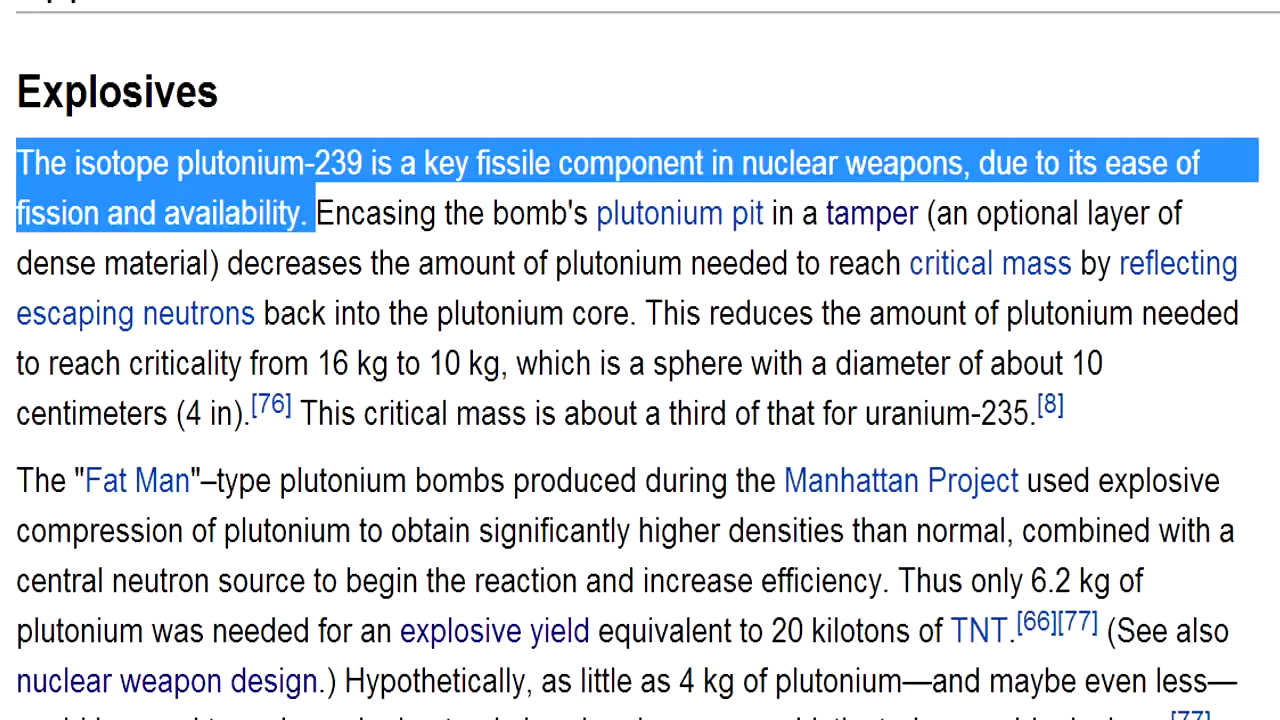 Explosives
The isotope plutonium-239 is a key fissile component in nuclear weapons, due to its ease of
fission and availability. Encasing the bomb's plutonium pit in a tamper (an optional layer of
dense material) decreases the amount of plutonium needed to reach critical mass by reflecting
escaping neutrons back into the plutonium core. This reduces the amount of plutonium needed
to reach criticality from 16 kg to 10 kg, which is a sphere with a diameter of about 10
centimeters (4 in).[76] This critical mass is about a third of that for uranium-235.[8]
The "Fat Man"–type plutonium bombs produced during the Manhattan Project used explosive
compression of plutonium to obtain significantly higher densities than normal, combined with a
central neutron source to begin the reaction and increase efficiency. Thus only 6.2 kg of
plutonium was needed for an explosive yield equivalent to 20 kilotons of TNT.[66][77] (See also
nuclear weapon design.) Hypothetically, as little as 4 kg of plutonium—and maybe even less—
[77]